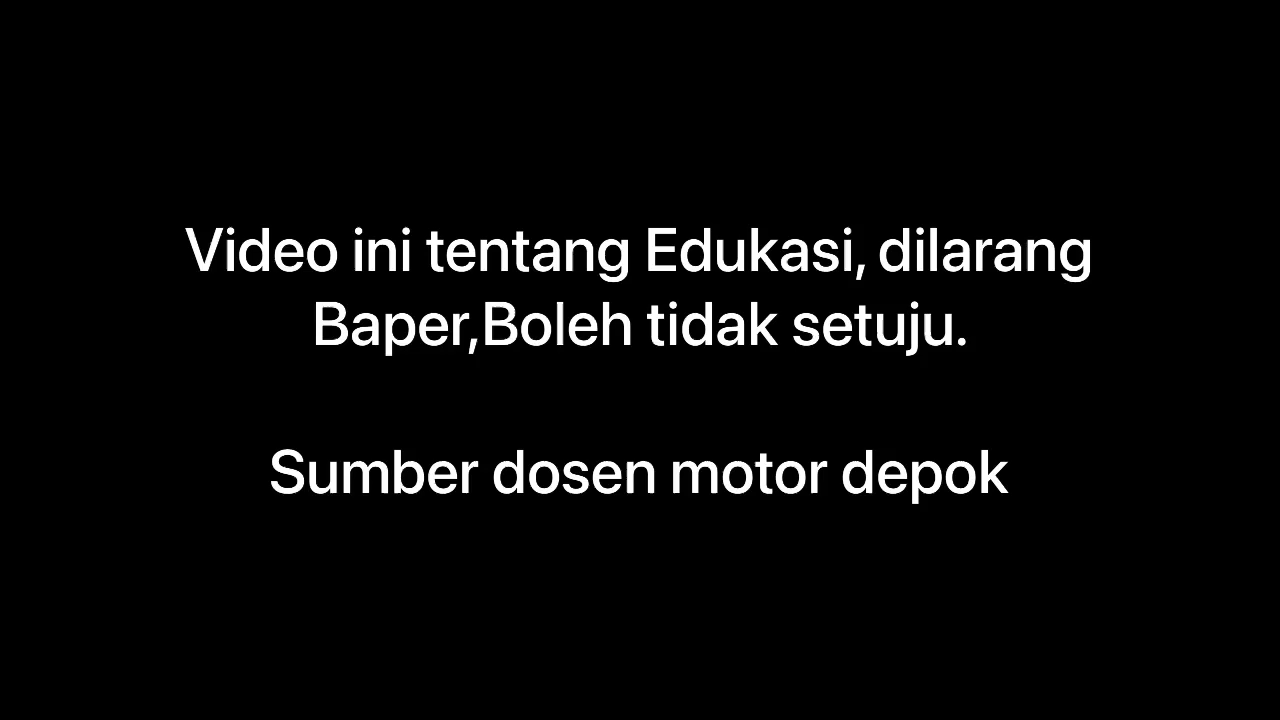 Video ini tentang Edukasi, dilarang
Baper,Boleh tidak setuju.
Sumber dosen motor depok